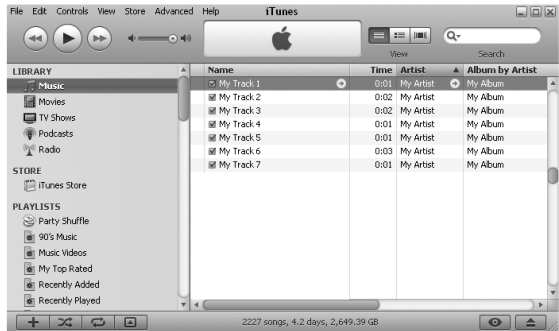 File Edit Controls View Store Advanced Help iTunes
View Search
LIBRARY
Music
Movies
TV Shows
Podcasts
Radio
STORE
iTunes Store
PLAYLISTS
Party Shuffle
90's Music
Music Videos
My Top Rated
Recently Added
Recently Played
Name Time Artist Album by Artist
My Track 1 0:01 My Artist My Album
My Track 2 0:02 My Artist My Album
My Track 3 0:02 My Artist My Album
My Track 4 0:01 My Artist My Album
My Track 5 0:01 My Artist My Album
My Track 6 0:03 My Artist My Album
My Track 7 0:01 My Artist My Album
2227 songs, 4.2 days, 2,649.39 GB